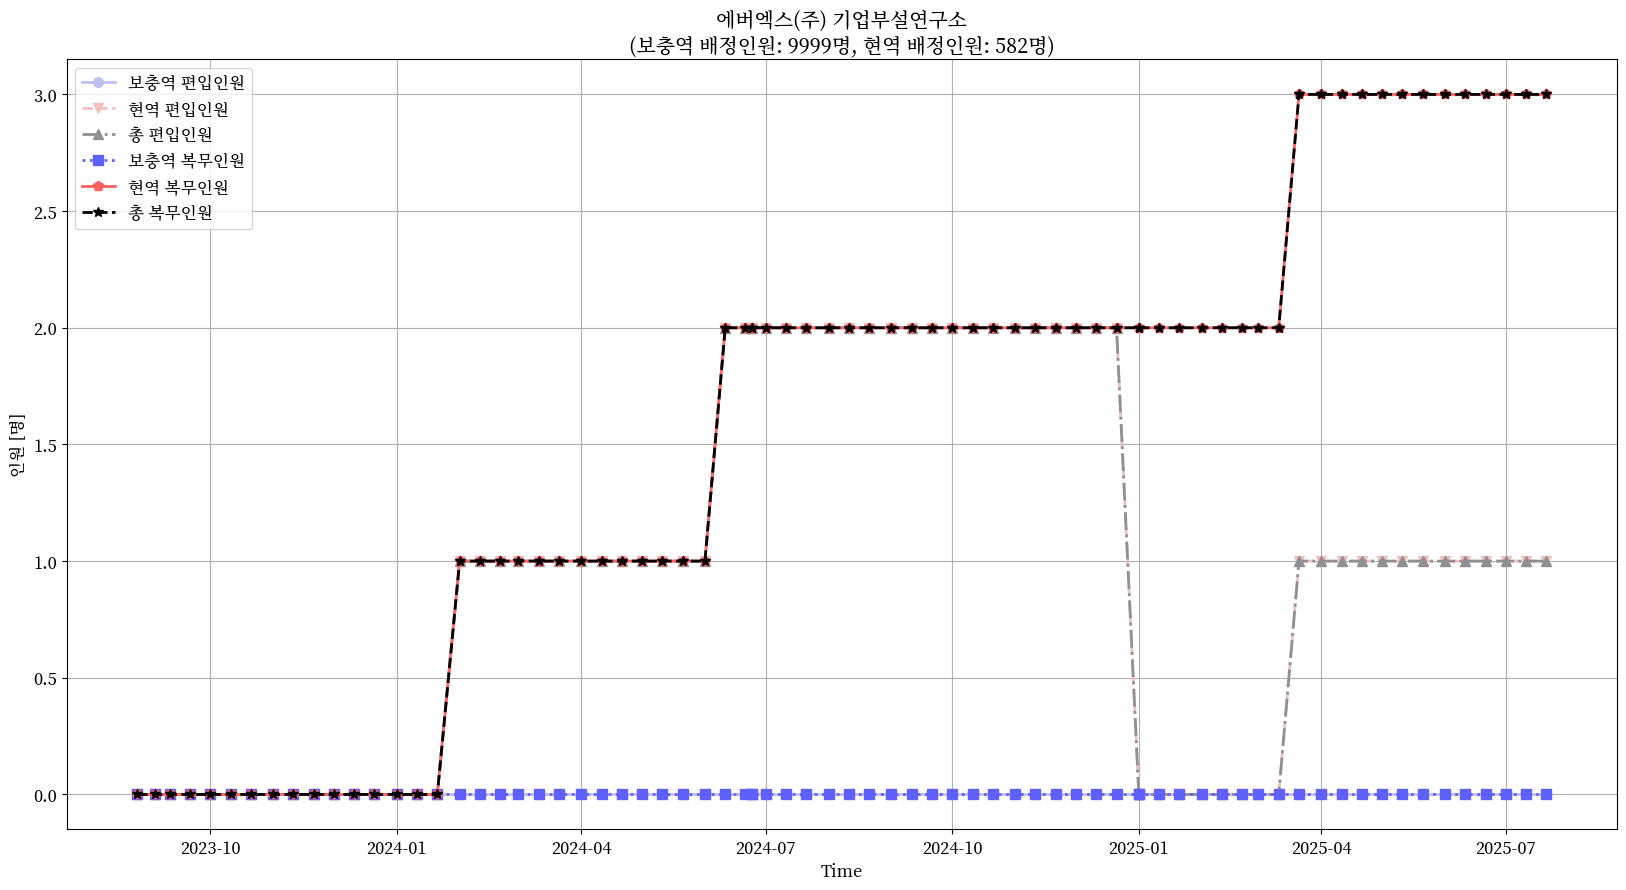 에버엑스(주) 기업부설연구소
(보충역 배정인원: 9999명, 현역 배정인원: 582명)
보충역 편입인원
현역 편입인원
총 편입인원
보충역 복무인원
현역 복무인원
총 복무인원
인원 [명]
3.0
2.5
2.0
1.5
1.0
0.5
0.0
2023-10
2024-01
2024-04
2024-07
2024-10
2025-01
2025-04
2025-07
Time